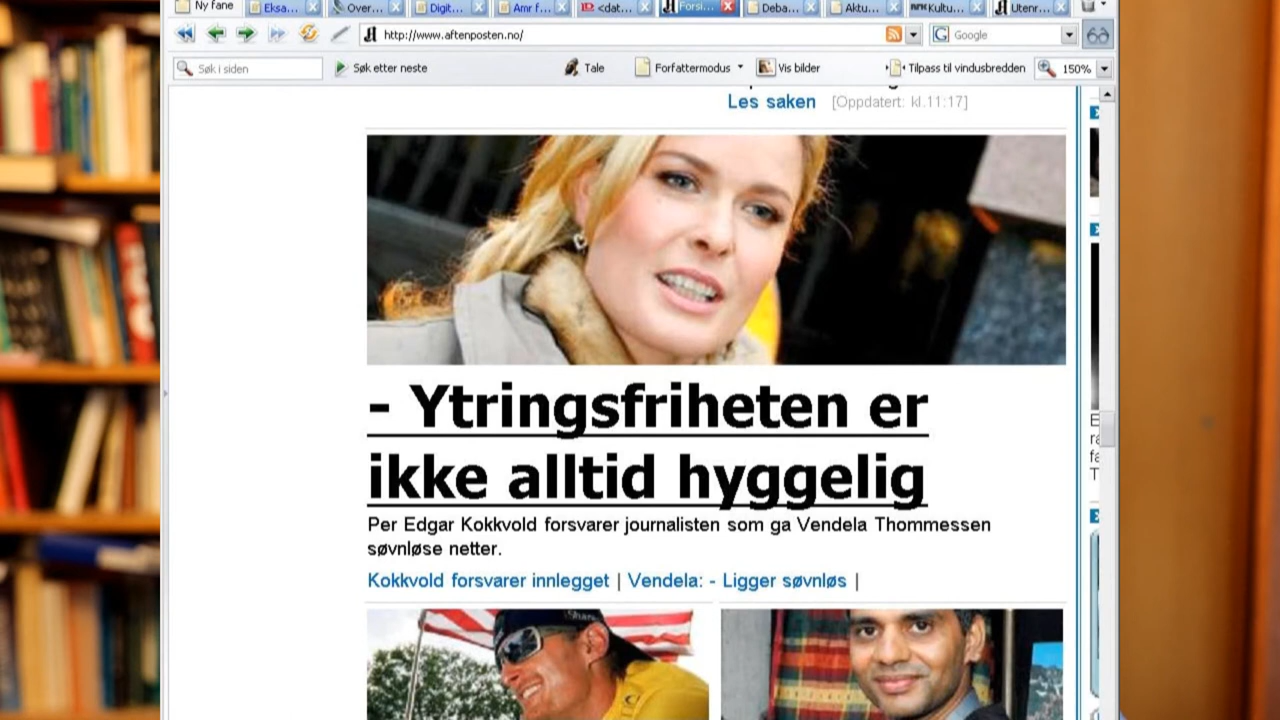 Ny fane
Eksa...
Over...
Digit...
Amr f...
<dat...
Forsi...
Deba...
Aktu...
Kultu...
Utenr...
http://www.aftenposten.no/
Google
Søk i siden
Søk etter neste
Tale
Forfattermodus
Vis bilder
Tilpass til vindusbredden
150%
Les saken [Oppdatert: kl.11:17]
- Ytringsfriheten er
ikke alltid hyggelig
Per Edgar Kokkvold forsvarer journalisten som ga Vendela Thommessen
søvnløse netter.
Kokkvold forsvarer innlegget | Vendela: - Ligger søvnløs |